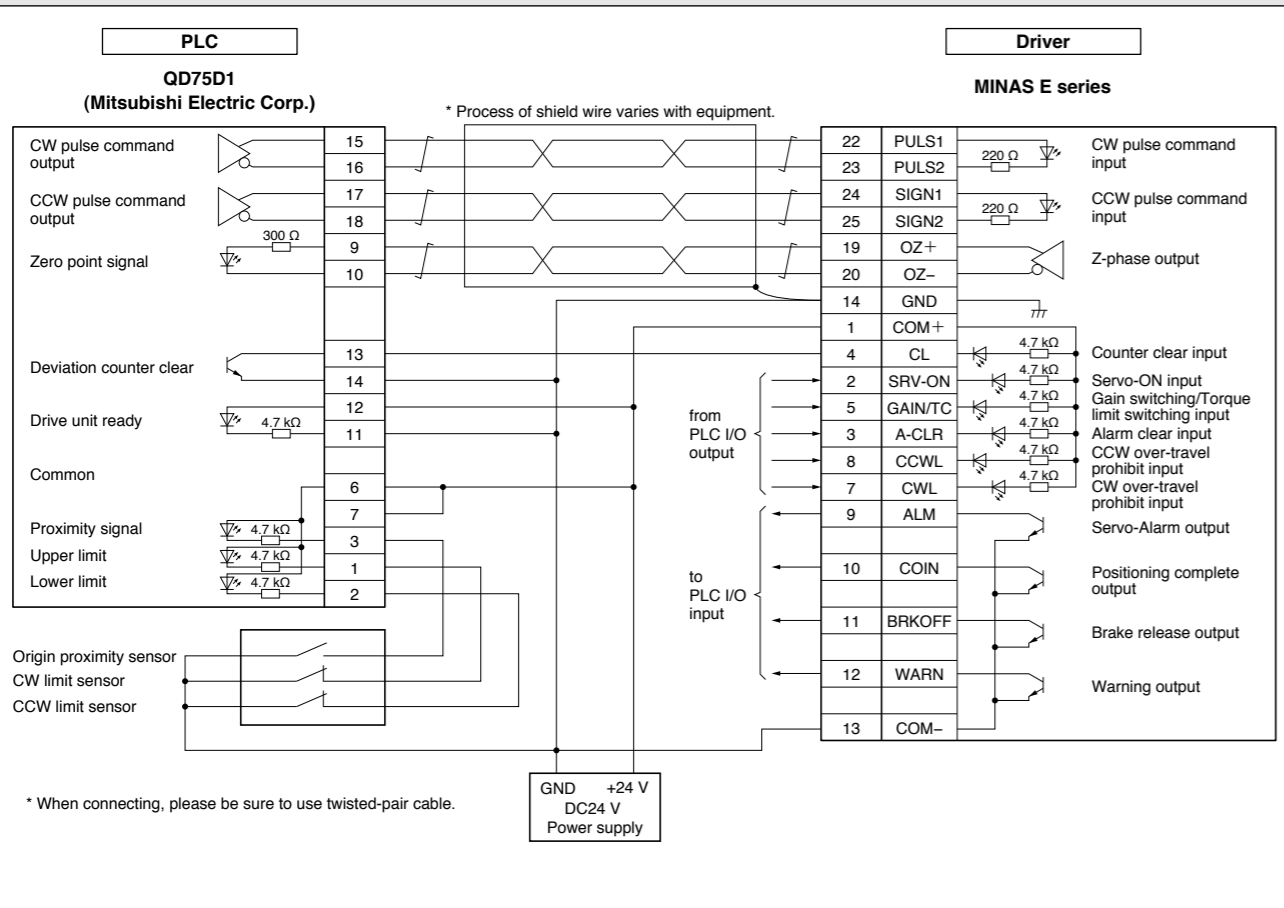 PLC
Driver
QD75D1
(Mitsubishi Electric Corp.)
MINAS E series
* Process of shield wire varies with equipment.
CW pulse command
output
15
16
CCW pulse command
output
17
18
300 Ω
Zero point signal
9
10
Deviation counter clear
13
14
Drive unit ready
4.7 kΩ
12
11
Common
6
7
Proximity signal
4.7 kΩ
3
Upper limit
4.7 kΩ
1
Lower limit
4.7 kΩ
2
Origin proximity sensor
CW limit sensor
CCW limit sensor
from
PLC I/O
output
to
PLC I/O
input
22 PULS1
23 PULS2
220 Ω
CW pulse command
input
24 SIGN1
25 SIGN2
220 Ω
CCW pulse command
input
19 OZ+
20 OZ−
Z-phase output
14 GND
1 COM+
4 CL 4.7 kΩ Counter clear input
2 SRV-ON 4.7 kΩ Servo-ON input
5 GAIN/TC 4.7 kΩ Gain switching/Torque
limit switching input
3 A-CLR 4.7 kΩ Alarm clear input
8 CCWL 4.7 kΩ CCW over-travel
prohibit input
7 CWL 4.7 kΩ CW over-travel
prohibit input
9 ALM Servo-Alarm output
10 COIN Positioning complete
output
11 BRKOFF Brake release output
12 WARN Warning output
13 COM−
GND +24 V
DC24 V
Power supply
* When connecting, please be sure to use twisted-pair cable.